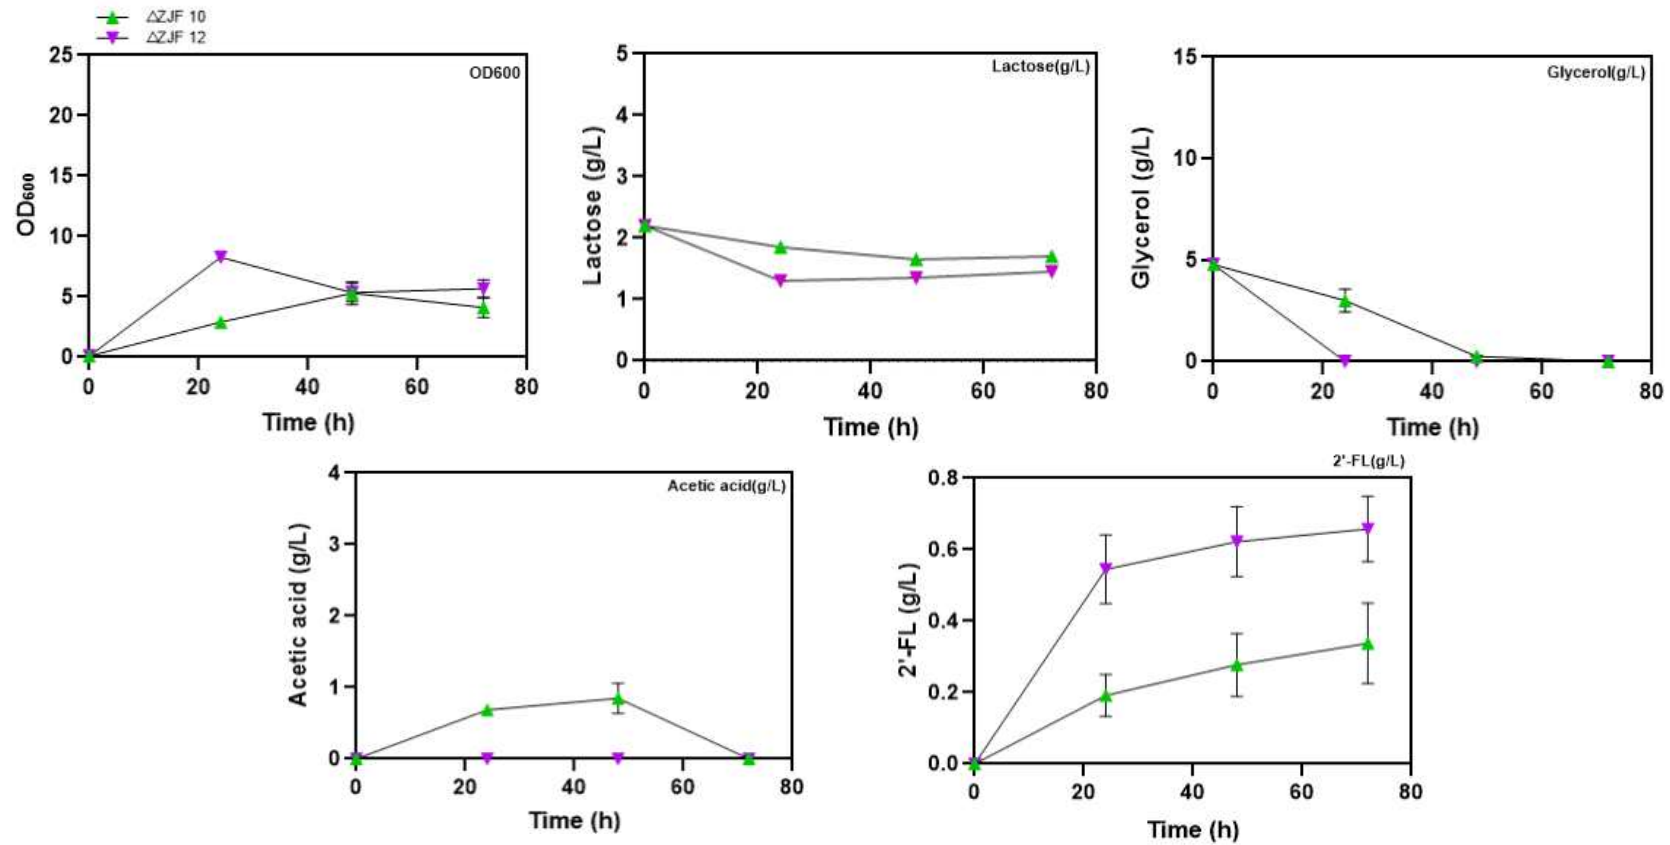 △ZJF 10
△ZJF 12
OD600
OD600
25
20
15
10
5
0
0 20 40 60 80
Time (h)
Lactose(g/L)
Lactose (g/L)
5
4
3
2
1
0
0 20 40 60 80
Time (h)
Glycerol(g/L)
Glycerol (g/L)
15
10
5
0
0 20 40 60 80
Time (h)
Acetic acid(g/L)
Acetic acid (g/L)
4
3
2
1
0
0 20 40 60 80
Time (h)
2'-FL(g/L)
2'-FL (g/L)
0.8
0.6
0.4
0.2
0.0
0 20 40 60 80
Time (h)